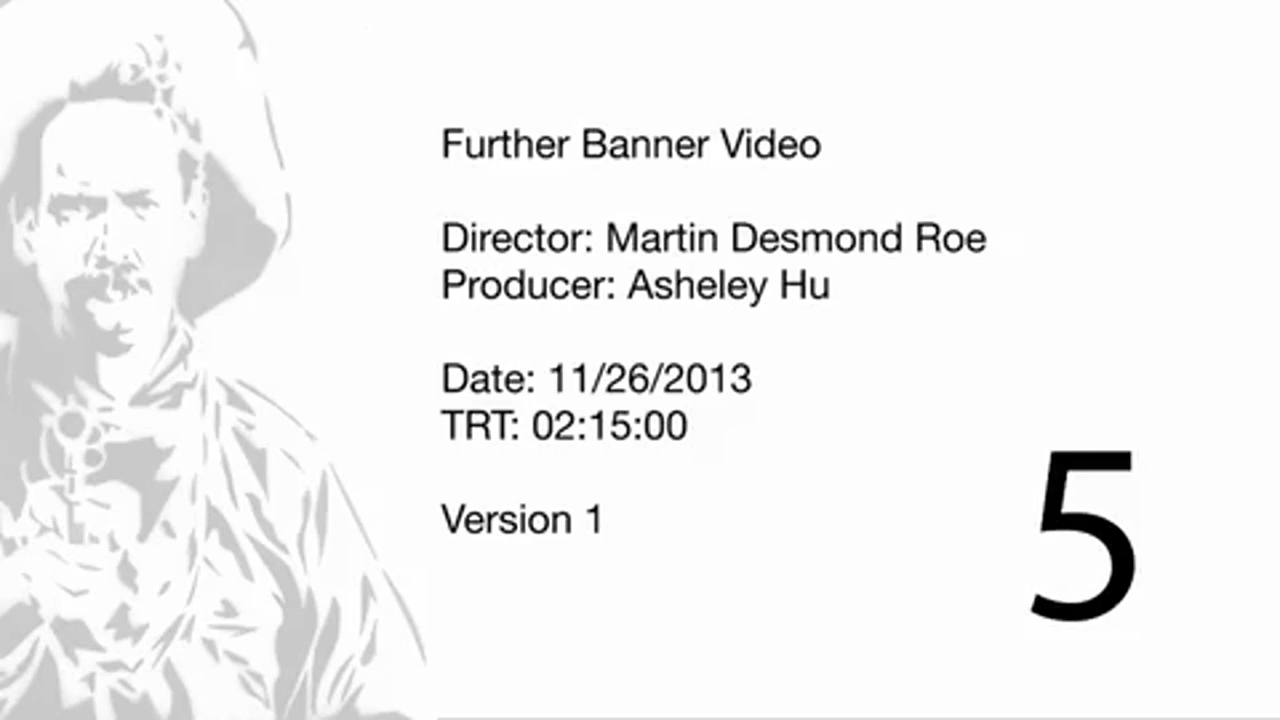 Further Banner Video
Director: Martin Desmond Roe
Producer: Asheley Hu
Date: 11/26/2013
TRT: 02:15:00
Version 1
5